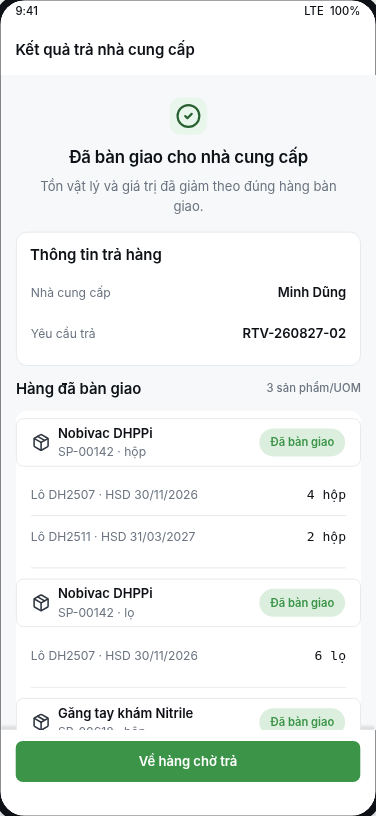 9:41
LTE 100%
Kết quả trả nhà cung cấp
Đã bàn giao cho nhà cung cấp
Tồn vật lý và giá trị đã giảm theo đúng hàng bàn
giao.
Thông tin trả hàng
Nhà cung cấp
Minh Dũng
Yêu cầu trả
RTV-260827-02
Hàng đã bàn giao
3 sản phẩm/UOM
Nobivac DHPPi
SP-00142 · hộp
Đã bàn giao
Lô DH2507 · HSD 30/11/2026
4 hộp
Lô DH2511 · HSD 31/03/2027
2 hộp
Nobivac DHPPi
SP-00142 · lọ
Đã bàn giao
Lô DH2507 · HSD 30/11/2026
6 lọ
Găng tay khám Nitrile
Đã bàn giao
Về hàng chờ trả